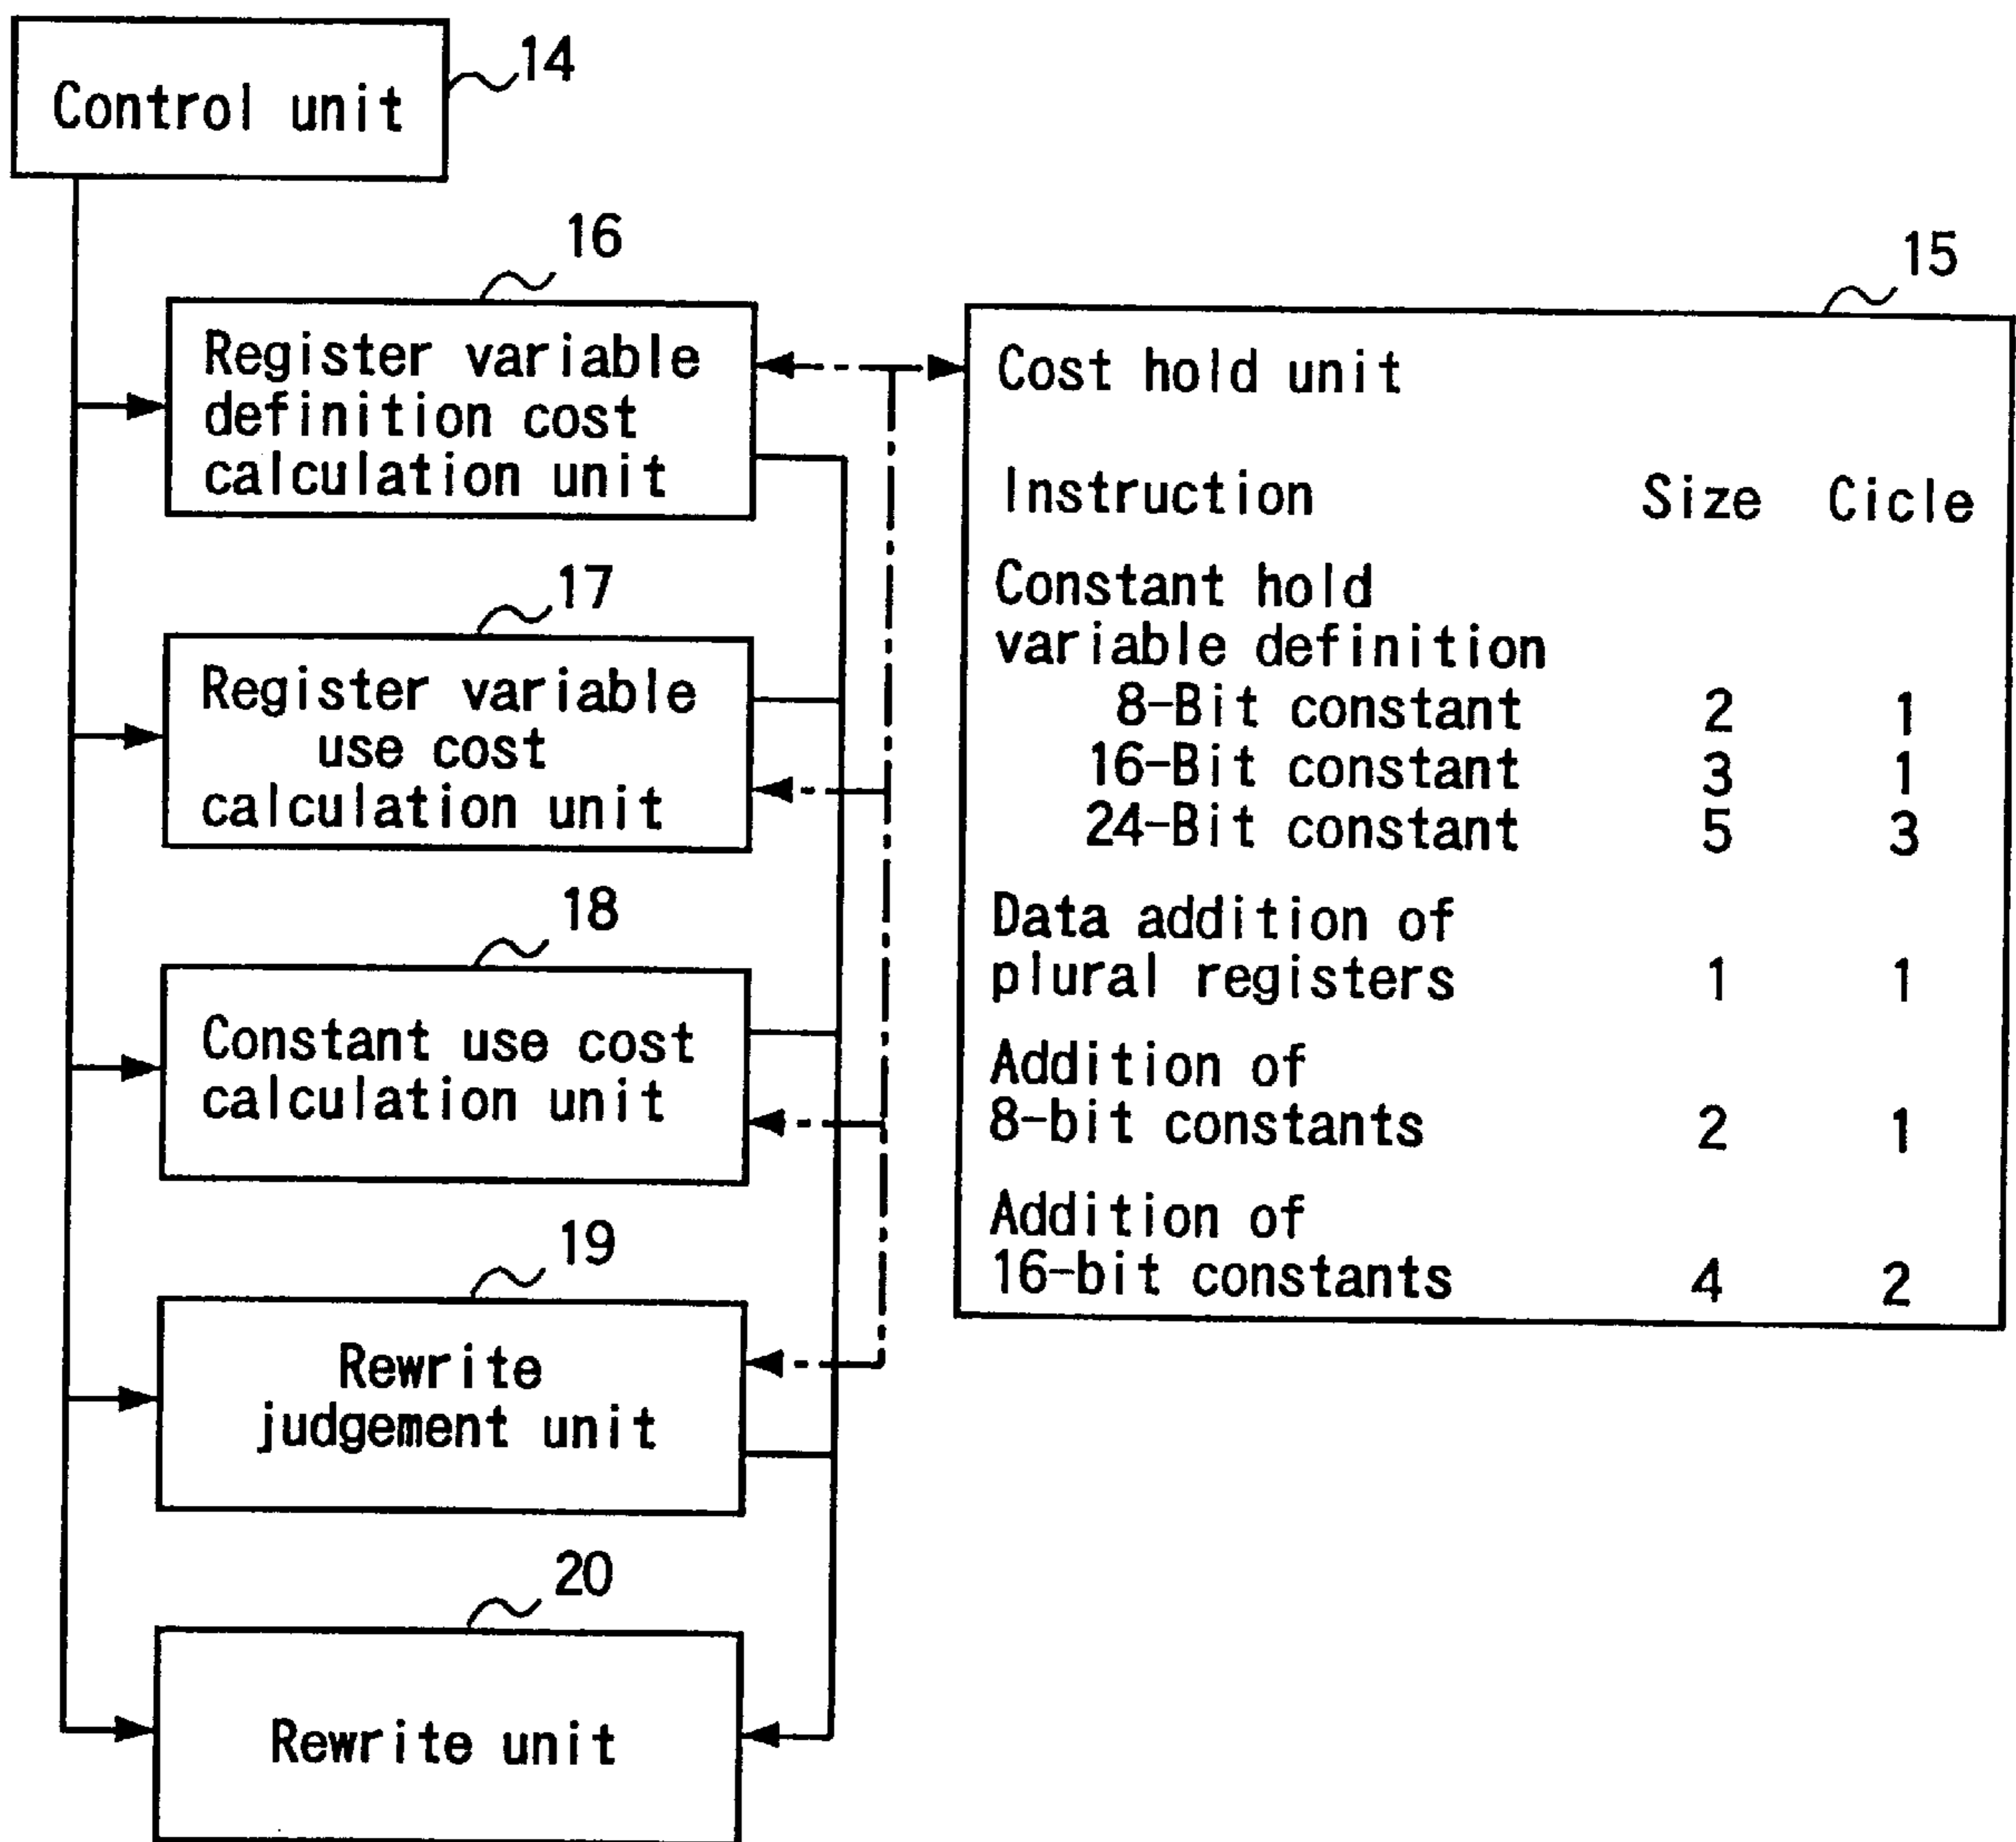 14
Control unit
16
Register variable
definition cost
calculation unit
17
Register variable
use cost
calculation unit
18
Constant use cost
calculation unit
19
Rewrite
judgement unit
20
Rewrite unit
15
Cost hold unit
Instruction Size Cicle
Constant hold
variable definition
8-Bit constant 2 1
16-Bit constant 3 1
24-Bit constant 5 3
Data addition of
plural registers 1 1
Addition of
8-bit constants 2 1
Addition of
16-bit constants 4 2